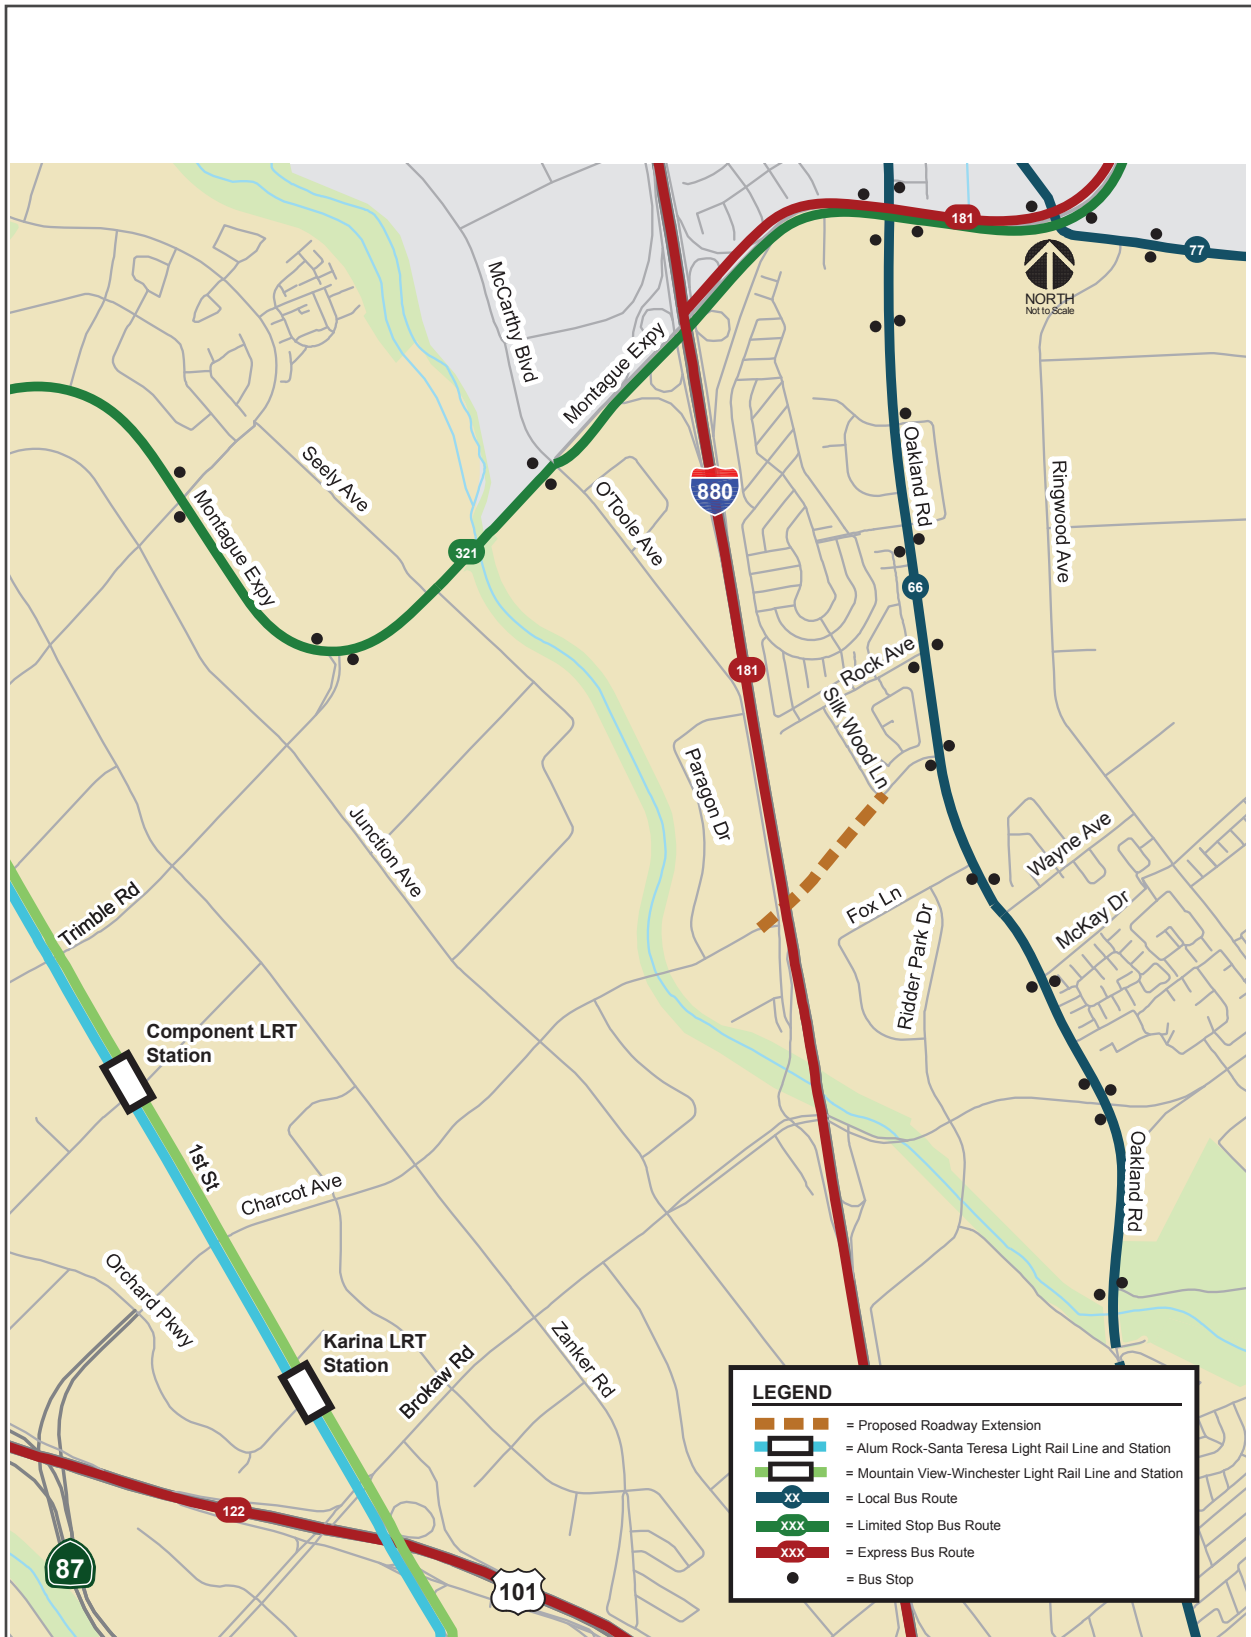 181
77
NORTH
Not to Scale
McCarthy Blvd
Montague Expy
Seely Ave
Oakland Rd
Ringwood Ave
880
O'Toole Ave
Montague Expy
321
66
Rock Ave
181
Silk Wood Ln
Paragon Dr
Junction Ave
Wayne Ave
Fox Ln
McKay Dr
Trimble Rd
Ridder Park Dr
Component LRT
Station
1st St
Charcot Ave
Oakland Rd
Orchard Pkwy
Karina LRT
Station
Brokaw Rd
Zanker Rd
122
87
101
LEGEND
= Proposed Roadway Extension
= Alum Rock-Santa Teresa Light Rail Line and Station
= Mountain View-Winchester Light Rail Line and Station
XX = Local Bus Route
XXX = Limited Stop Bus Route
XXX = Express Bus Route
= Bus Stop